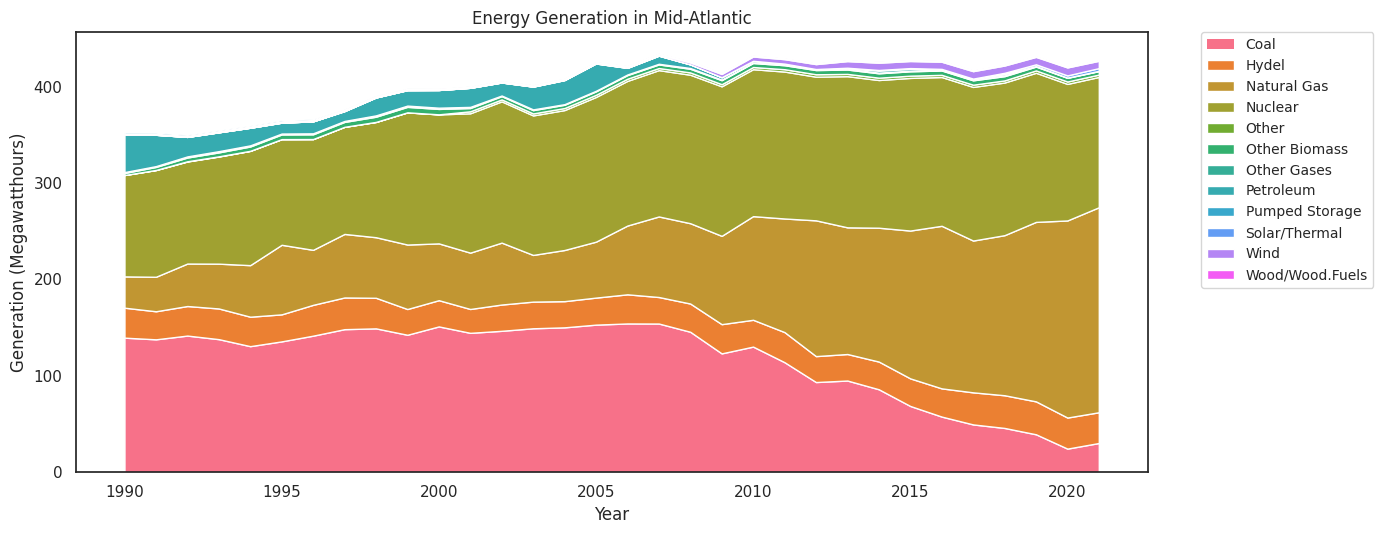 Energy Generation in Mid-Atlantic
Generation (Megawatthours)
400
300
200
100
0
1990 1995 2000 2005 2010 2015 2020
Year
Coal
Hydel
Natural Gas
Nuclear
Other
Other Biomass
Other Gases
Petroleum
Pumped Storage
Solar/Thermal
Wind
Wood/Wood.Fuels